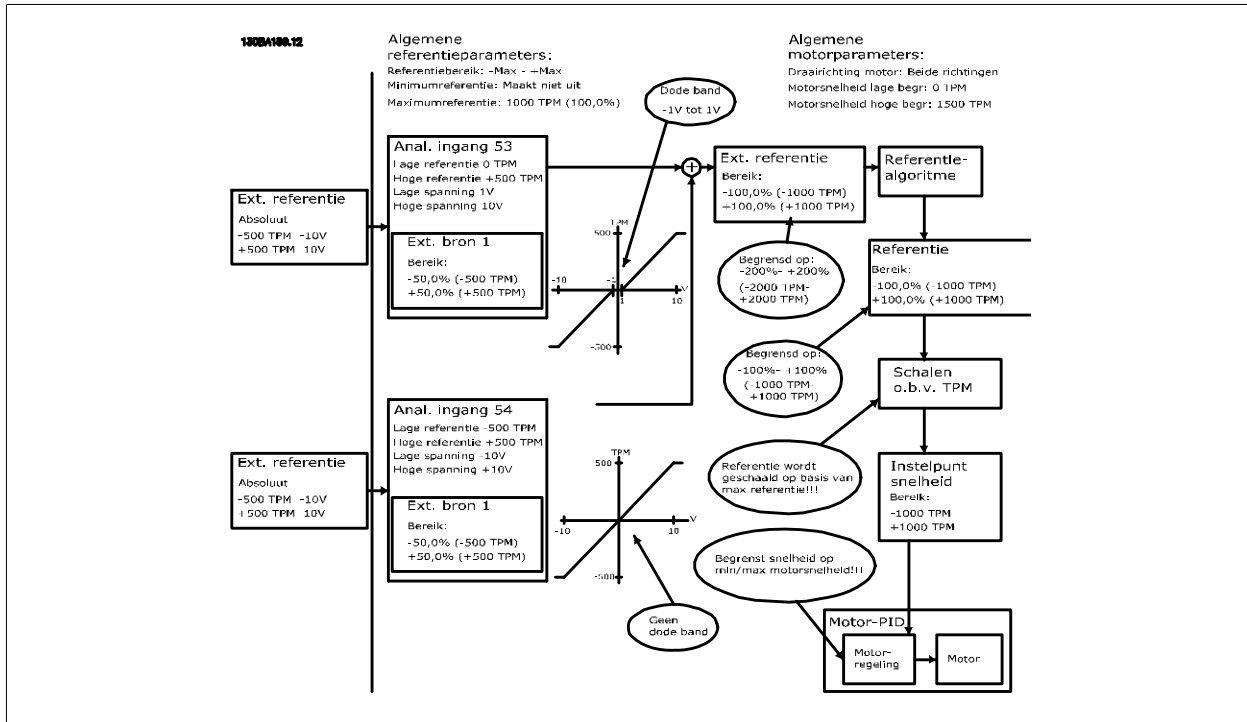 130BA188.12
Algemene
referentieparameters:
Referentiebereik: -Max - +Max
Minimumreferentie: Maakt niet uit
Maximumreferentie: 1000 TPM (100,0%)
Algemene
motorparameters:
Draairichting motor: Beide richtingen
Motorsnelheid lage begr: 0 TPM
Motorsnelheid hoge begr: 1500 TPM
Dode band
-1V tot 1V
Ext. referentie
Absoluut
-500 TPM -10V
+500 TPM 10V
Anal. ingang 53
Lage referentie 0 TPM
Hoge referentie +500 TPM
Lage spanning 1V
Hoge spanning 10V
Ext. bron 1
Bereik:
-50,0% (-500 TPM)
+50,0% (+500 TPM)
TPM
500
-10
-1
1
10
V
-500
Ext. referentie
Bereik:
-100,0% (-1000 TPM)
+100,0% (+1000 TPM)
Referentie-
algoritme
Begrensd op:
-200%- +200%
(-2000 TPM-
+2000 TPM)
Referentie
Bereik:
-100,0% (-1000 TPM)
+100,0% (+1000 TPM)
Begrensd op:
-100%- +100%
(-1000 TPM-
+1000 TPM)
Schalen
o.b.v. TPM
Ext. referentie
Absoluut
-500 TPM -10V
+500 TPM 10V
Anal. ingang 54
Lage referentie -500 TPM
Hoge referentie +500 TPM
Lage spanning -10V
Hoge spanning +10V
Ext. bron 1
Bereik:
-50,0% (-500 TPM)
+50,0% (+500 TPM)
TPM
500
-10
10
V
-500
Geen
dode band
Referentie wordt
geschaald op basis van
max referentie!!!
Instelpunt
snelheid
Bereik:
-1000 TPM
+1000 TPM
Begrenst snelheid op
min/max motorsnelheid!!!
Motor-PID
Motor-
regeling
Motor